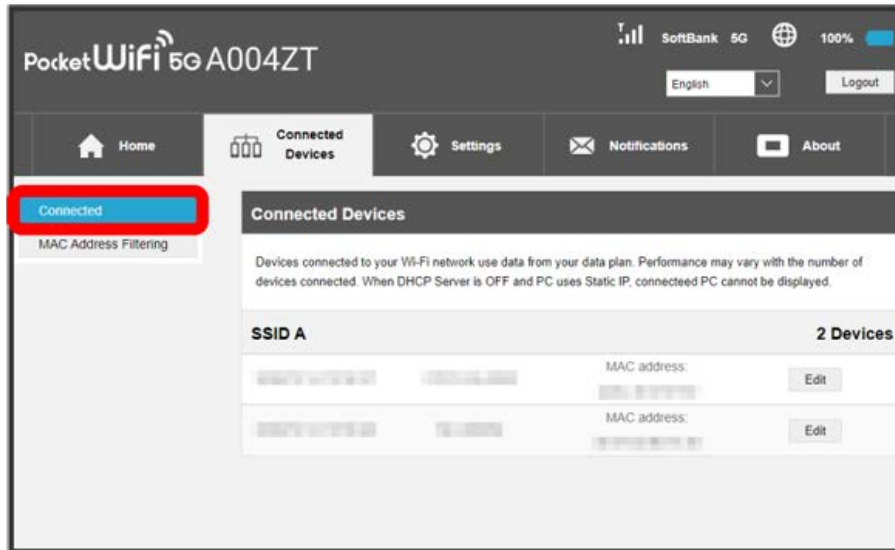 Pocket WiFi 5G A004ZT
SoftBank 5G 100%
English Logout
Home
Connected Devices
Settings
Notifications
About
Connected
MAC Address Filtering
Connected Devices
Devices connected to your Wi-Fi network use data from your data plan. Performance may vary with the number of
devices connected. When DHCP Server is OFF and PC uses Static IP, connecteed PC cannot be displayed.
SSID A 2 Devices
MAC address:
Edit
MAC address:
Edit